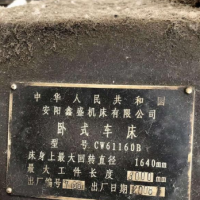 中华人民共和国
安阳鑫盛机床有限公司
卧式车床
型号 CW61160B
床身上最大回转直径 1640mm
最大工件长度 mm
出厂编号 出厂日期